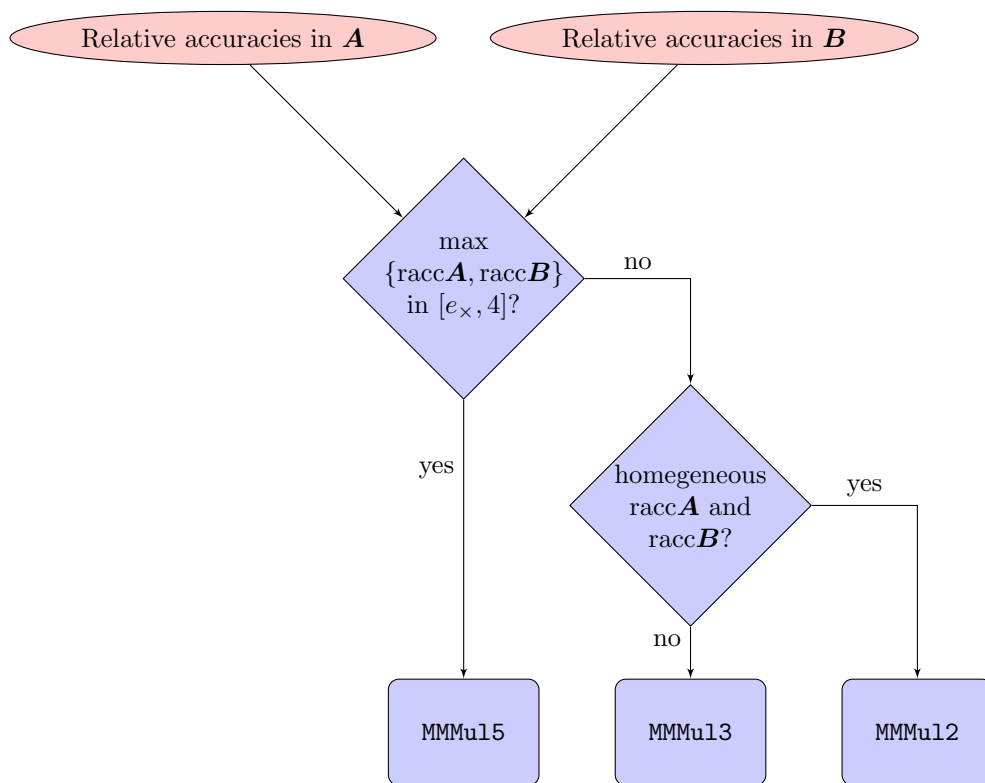 Relative accuracies in A
Relative accuracies in B
max
{raccA, raccB}
in [e×, 4]?
no
yes
homegeneous
raccA and
raccB?
yes
no
MMMul5
MMMul3
MMMul2